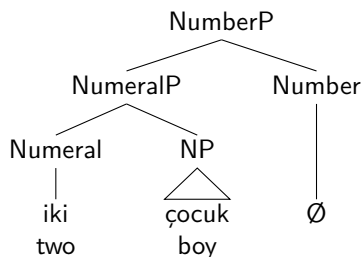 NumberP
NumeralP Number
Numeral NP
iki çocuk Ø
two boy